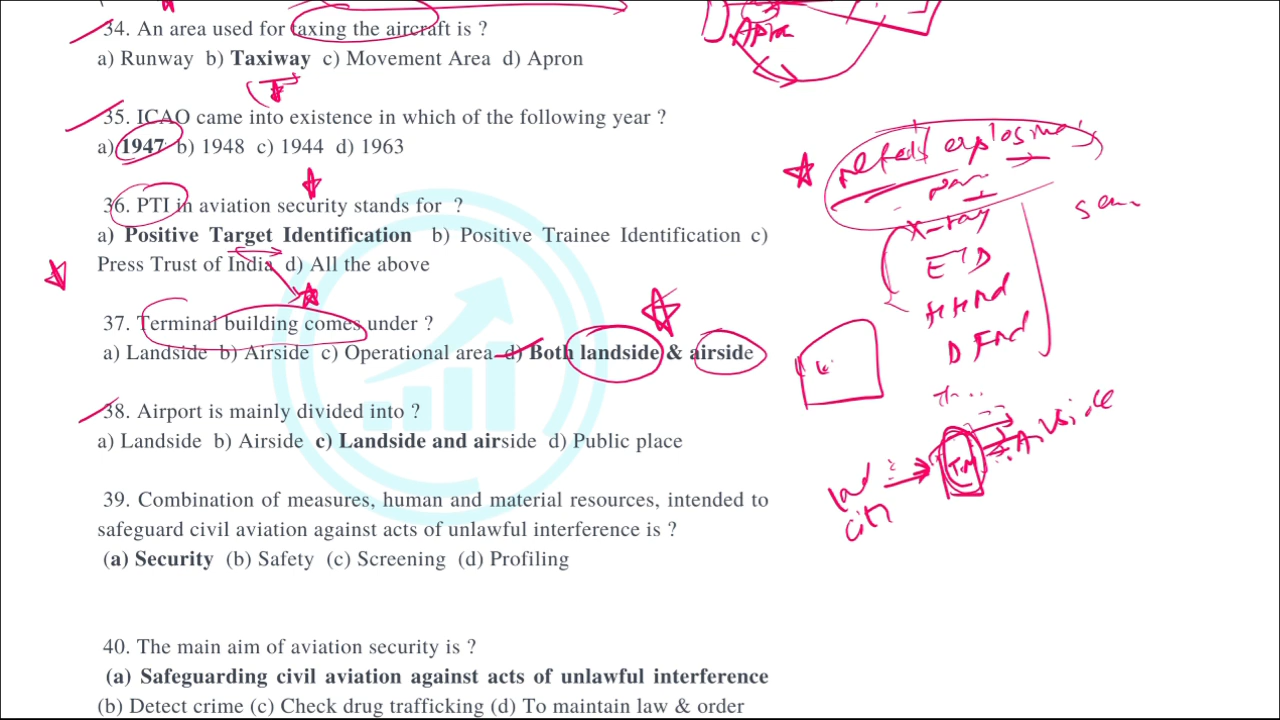 34. An area used for taxing the aircraft is ?
a) Runway b) Taxiway c) Movement Area d) Apron
35. ICAO came into existence in which of the following year ?
a) 1947 b) 1948 c) 1944 d) 1963
36. PTI in aviation security stands for ?
a) Positive Target Identification b) Positive Trainee Identification c)
Press Trust of India d) All the above
37. Terminal building comes under ?
a) Landside b) Airside c) Operational area d) Both landside & airside
38. Airport is mainly divided into ?
a) Landside b) Airside c) Landside and airside d) Public place
39. Combination of measures, human and material resources, intended to
safeguard civil aviation against acts of unlawful interference is ?
(a) Security (b) Safety (c) Screening (d) Profiling
40. The main aim of aviation security is ?
(a) Safeguarding civil aviation against acts of unlawful interference
(b) Detect crime (c) Check drug trafficking (d) To maintain law & order
Apron
X-ray
ETD
HHMD
DFMD
Airside
city